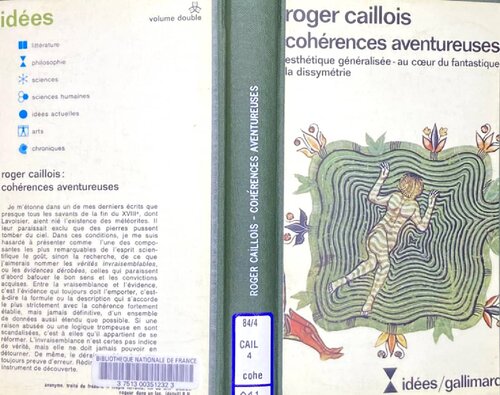 idées
volume double
littérature
philosophie
sciences
sciences humaines
idées actuelles
arts
chroniques
roger caillois:
cohérences aventureuses
Je m'étonne dans un de mes derniers écrits que
presque tous les savants de la fin du XVIIIe, dont
Lavoisier, aient nié l'existence des météorites. Il
leur paraissait exclu que des pierres pussent
tomber du ciel. Dans ces conditions, je me suis
hasardé à présenter comme l'une des compo-
santes les plus remarquables de l'esprit scien-
tifique le goût, sinon la recherche, de ce que
j'aimerais nommer les vérités invraisemblables,
ou les évidences dérobées, celles qui paraissent
d'abord bafouer le bon sens et les convictions
acquises. Entre la vraisemblance et l'évidence,
c'est l'évidence qui toujours doit l'emporter, c'est-
à-dire la formule ou la description qui s'accorde
le plus strictement avec la cohérence fortement
établie, mais jamais définitive, d'un ensemble
de données aussi étendu que possible. Si une
raison abusée ou une logique trompeuse en sont
scandalisées, c'est à elles qu'il appartient de se
réformer. L'invraisemblance n'est certes pas indice
de vérité, mais elle ne doit jamais pouvoir en
détourner. De même, le dérai
toujours preuve d'erreur. Rédui
instrument de découverte.
BIBLIOTHEQUE NATIONALE DE FRANCE
3 7513 00351232 3
ROGER CAILLOIS - COHÉRENCES AVENTUREUSES
84/4
CAIL
4
cohe
roger caillois
cohérences aventureuses
esthétique généralisée · au cœur du fantastique
la dissymétrie
idées/gallimard